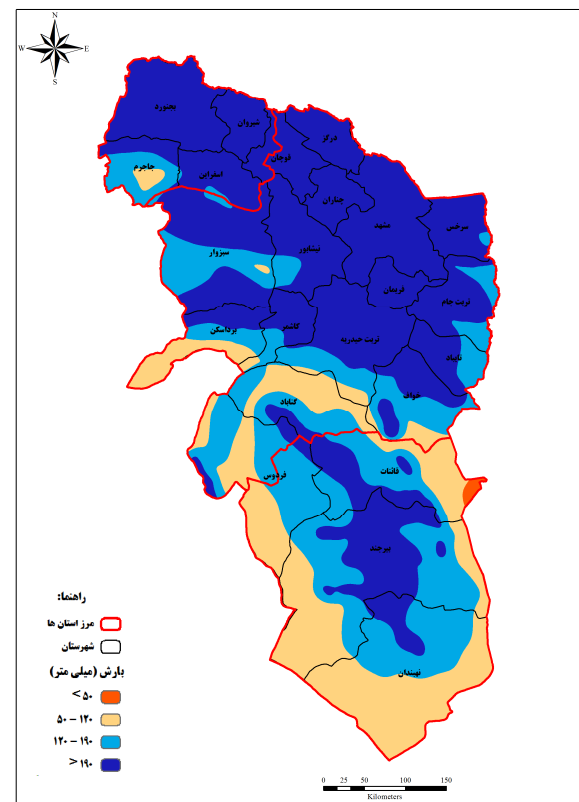 N
W E
S
بجنورد
شیروان
درگز
قوچان
جاجرم
اسفراین
چناران
مشهد
سرخس
سبزوار
نیشابور
فریمان
تربت جام
بردآسکن
کاشمر
تربت حیدریه
تایباد
خواف
گناباد
فردوس
قائنات
بیرجند
نهبندان
راهنما:
مرز استان ها
شهرستان
بارش (میلی متر)
< ۵۰
۵۰ – ۱۲۰
۱۲۰ – ۱۹۰
> ۱۹۰
0 25 50 100 150
Kilometers